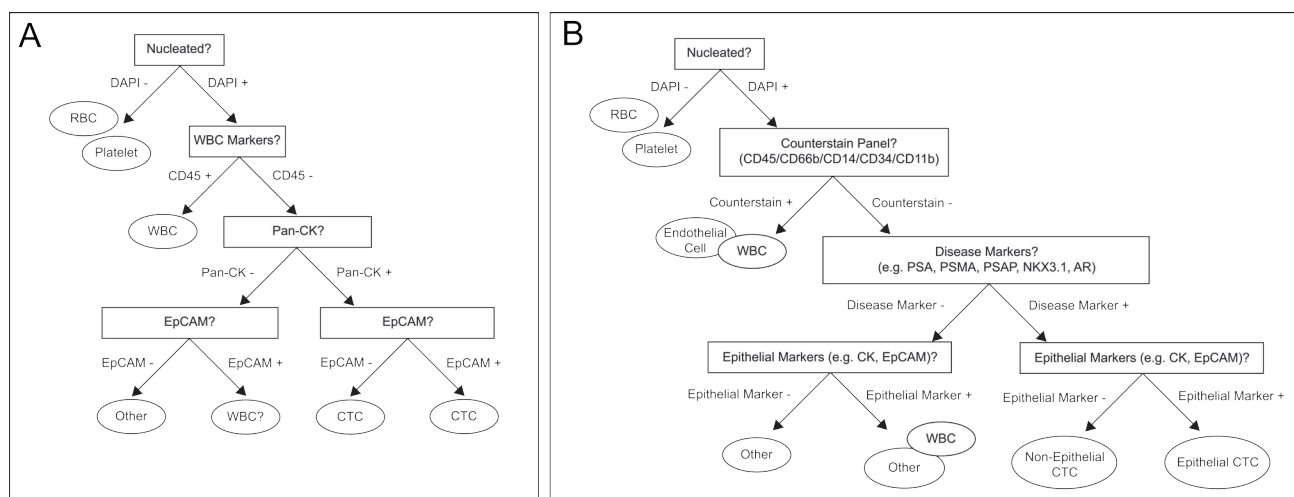 A
Nucleated?
DAPI -
DAPI +
RBC
Platelet
WBC Markers?
CD45 +
CD45 -
WBC
Pan-CK?
Pan-CK -
Pan-CK +
EpCAM?
EpCAM?
EpCAM -
EpCAM +
EpCAM -
EpCAM +
Other
WBC?
CTC
CTC
B
Nucleated?
DAPI -
DAPI +
RBC
Platelet
Counterstain Panel?
(CD45/CD66b/CD14/CD34/CD11b)
Counterstain +
Counterstain -
Endothelial
Cell
WBC
Disease Markers?
(e.g. PSA, PSMA, PSAP, NKX3.1, AR)
Disease Marker -
Disease Marker +
Epithelial Markers (e.g. CK, EpCAM)?
Epithelial Markers (e.g. CK, EpCAM)?
Epithelial Marker -
Epithelial Marker +
Epithelial Marker -
Epithelial Marker +
Other
WBC
Other
Non-Epithelial
CTC
Epithelial CTC